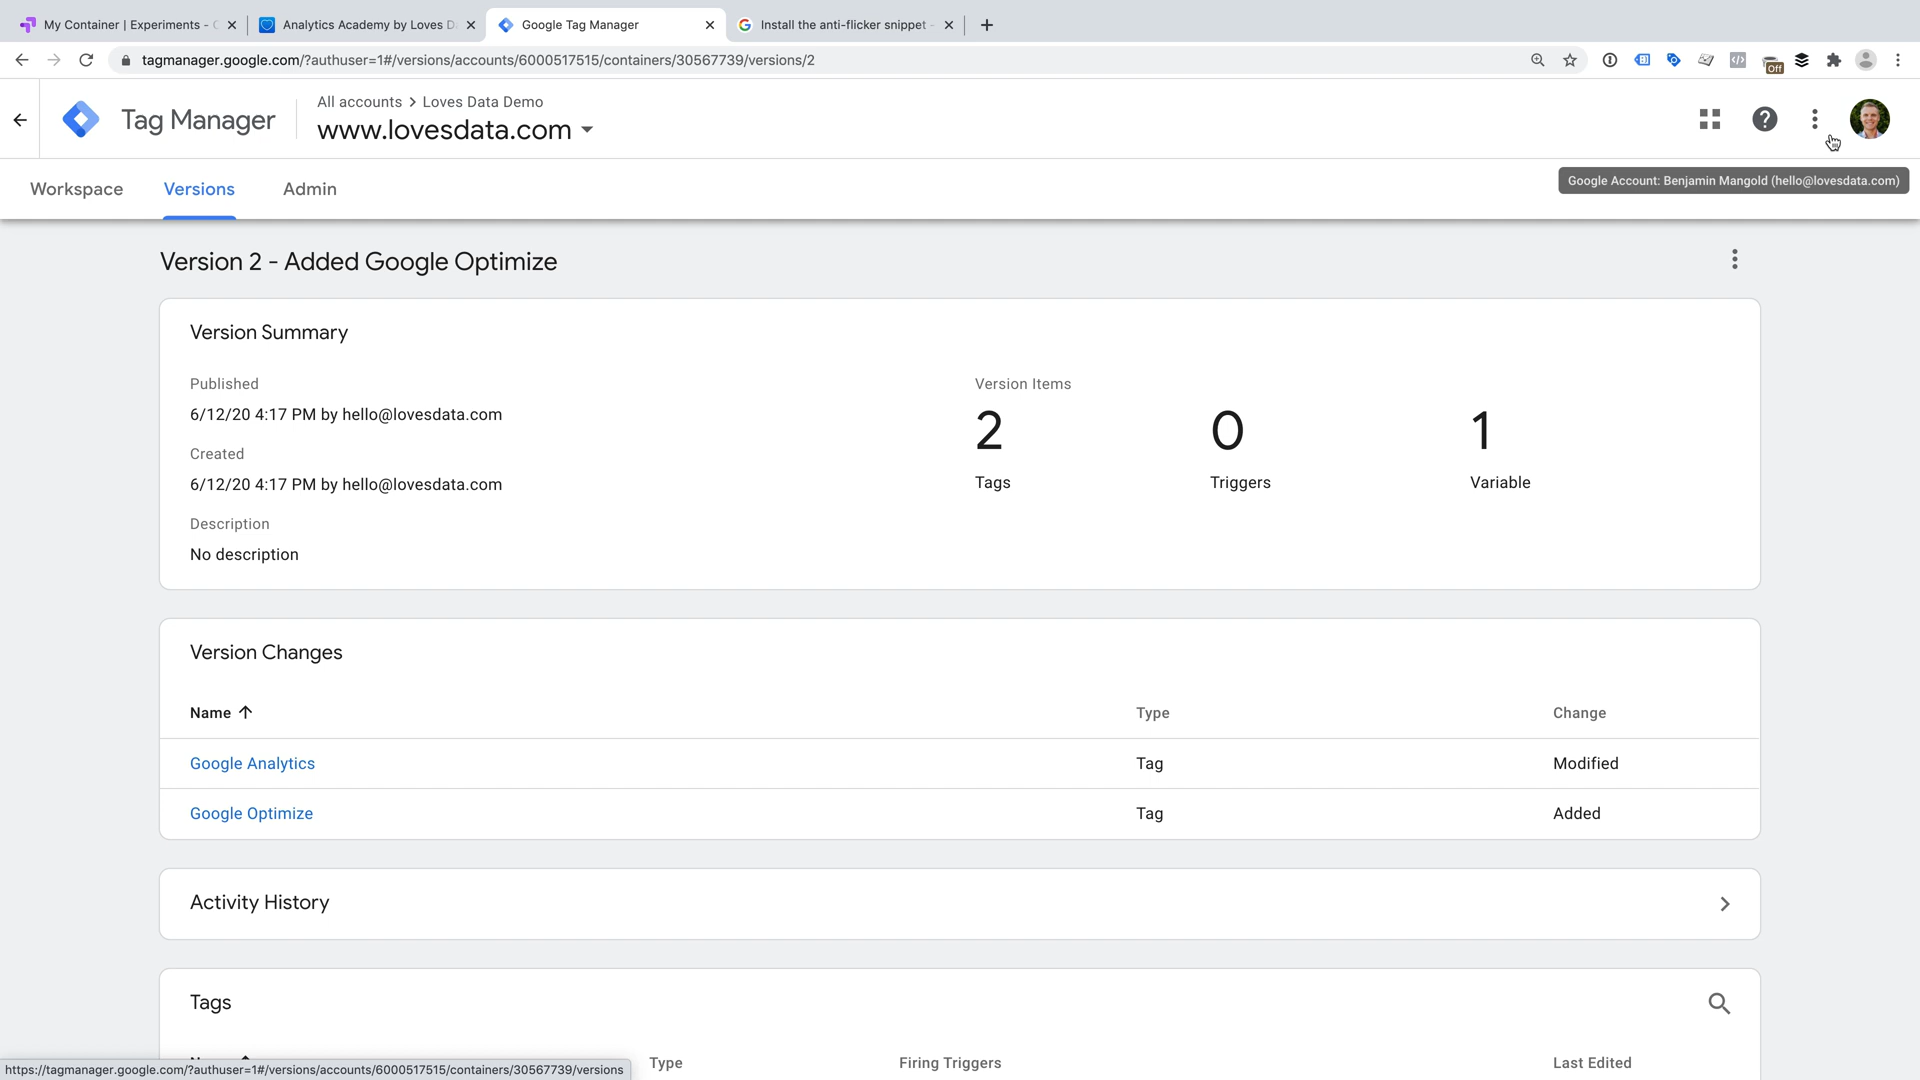 My Container | Experiments -
Analytics Academy by Loves D
Google Tag Manager
Install the anti-flicker snippet -
tagmanager.google.com/?authuser=1#/versions/accounts/6000517515/containers/30567739/versions/2
Off
Tag Manager
All accounts > Loves Data Demo
www.lovesdata.com
Google Account: Benjamin Mangold (hello@lovesdata.com)
Workspace
Versions
Admin
Version 2 - Added Google Optimize
Version Summary
Published
6/12/20 4:17 PM by hello@lovesdata.com
Created
6/12/20 4:17 PM by hello@lovesdata.com
Description
No description
Version Items
2
0
1
Tags
Triggers
Variable
Version Changes
Name
Type
Change
Google Analytics
Tag
Modified
Google Optimize
Tag
Added
Activity History
Tags
Type
Firing Triggers
Last Edited
https://tagmanager.google.com/?authuser=1#/versions/accounts/6000517515/containers/30567739/versions